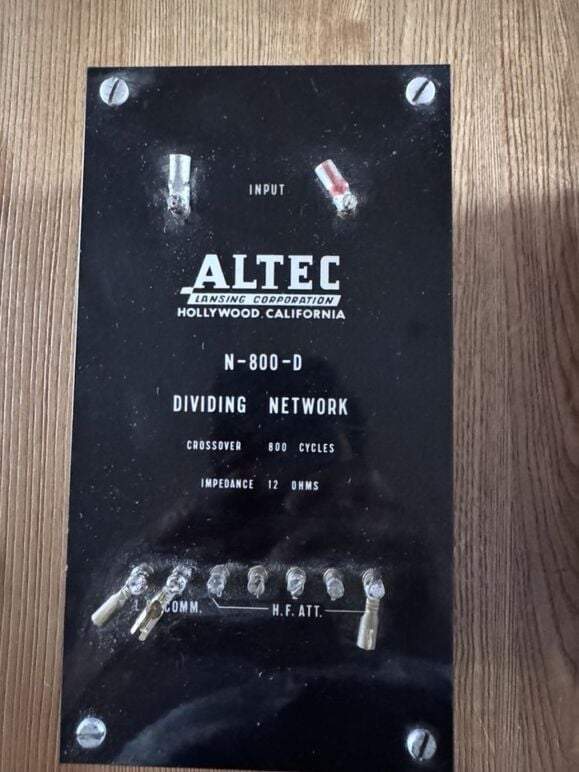 INPUT
ALTEC
LANSING CORPORATION
HOLLYWOOD, CALIFORNIA
N-800-D
DIVIDING NETWORK
CROSSOVER 800 CYCLES
IMPEDANCE 12 OHMS
COMM. H.F. ATT.